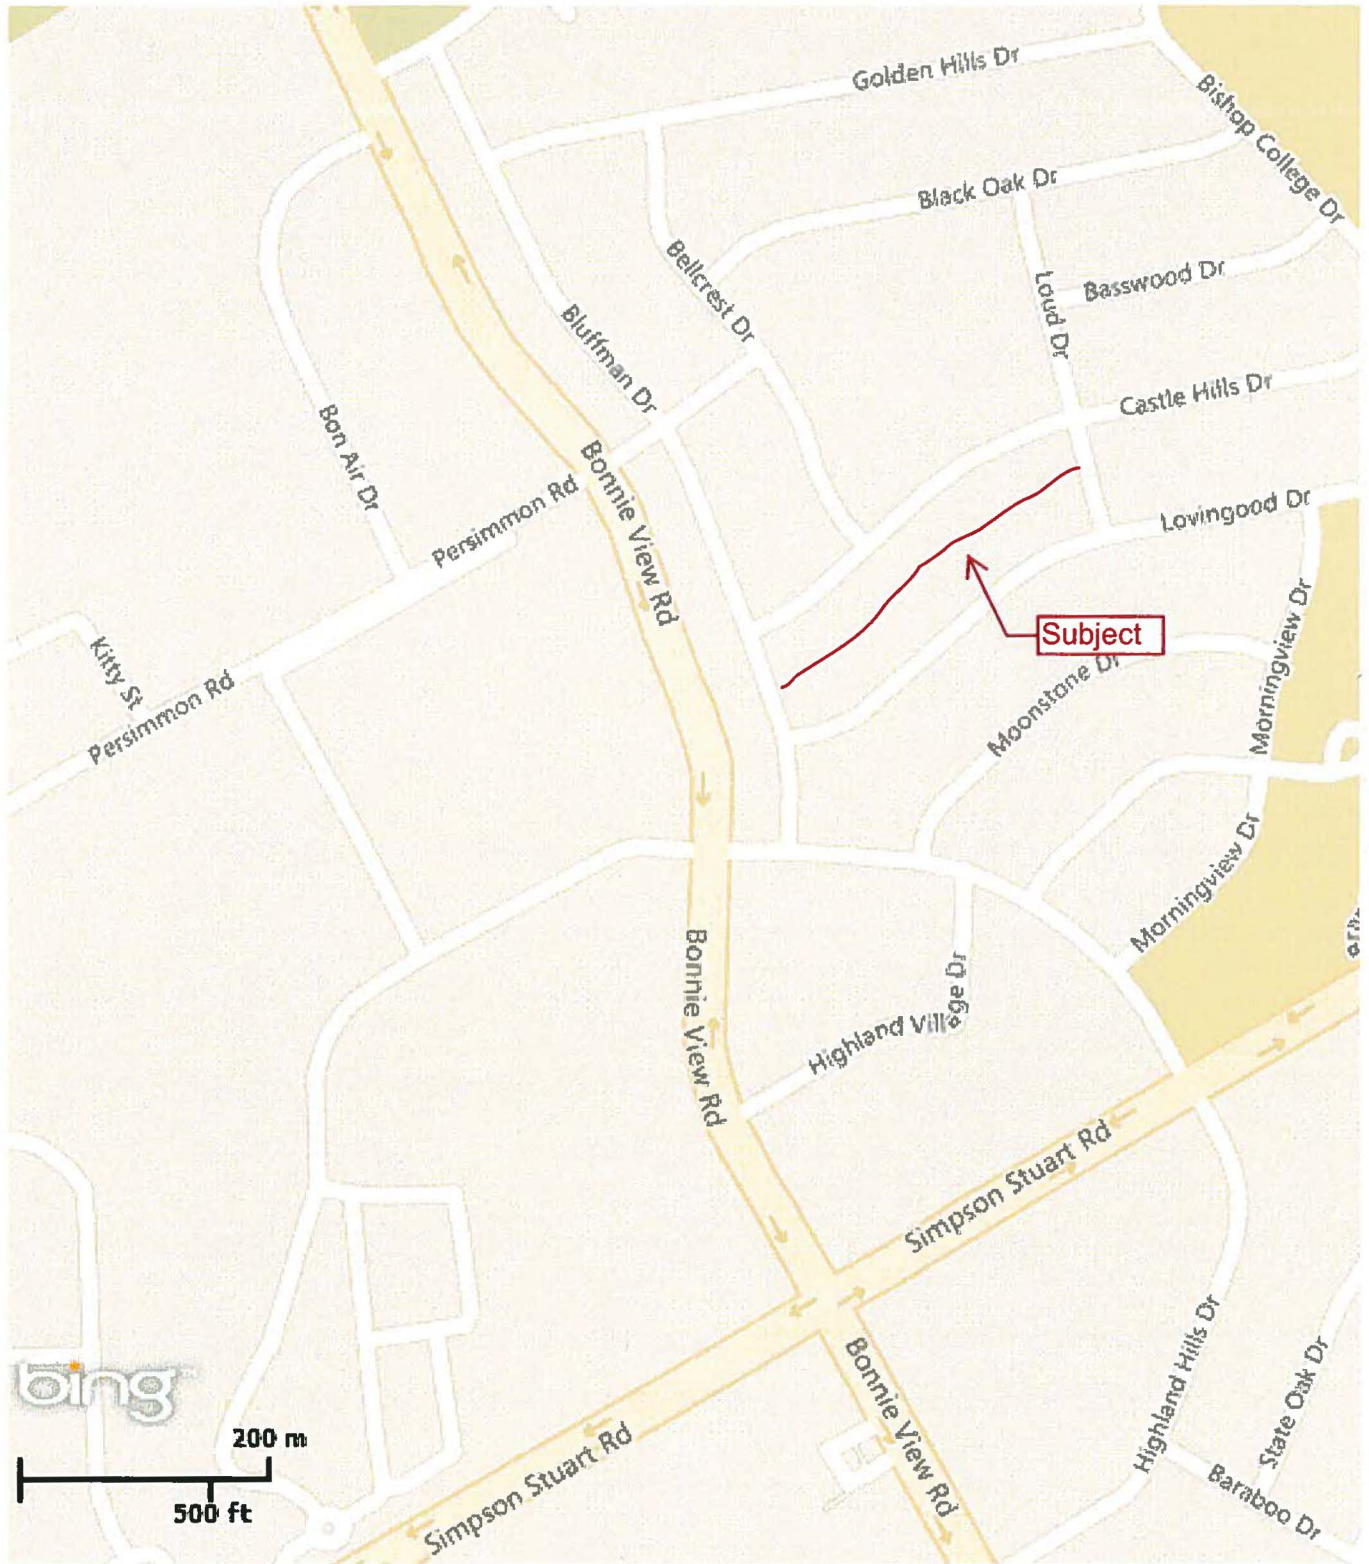 Golden Hills Dr
Bishop College Dr
Black Oak Dr
Bellcrest Dr
Basswood Dr
Loud Dr
Bluffman Dr
Castle Hills Dr
Bon Air Dr
Bonnie View Rd
Persimmon Rd
Lovingood Dr
Subject
Morningview Dr
Kitty St
Persimmon Rd
Moonstone Dr
Morningview Dr
Bonnie View Rd
Highland Village Dr
Simpson Stuart Rd
Highland Hills Dr
State Oak Dr
Bonnie View Rd
bing
200 m
500 ft
Simpson Stuart Rd
Baraboo Dr